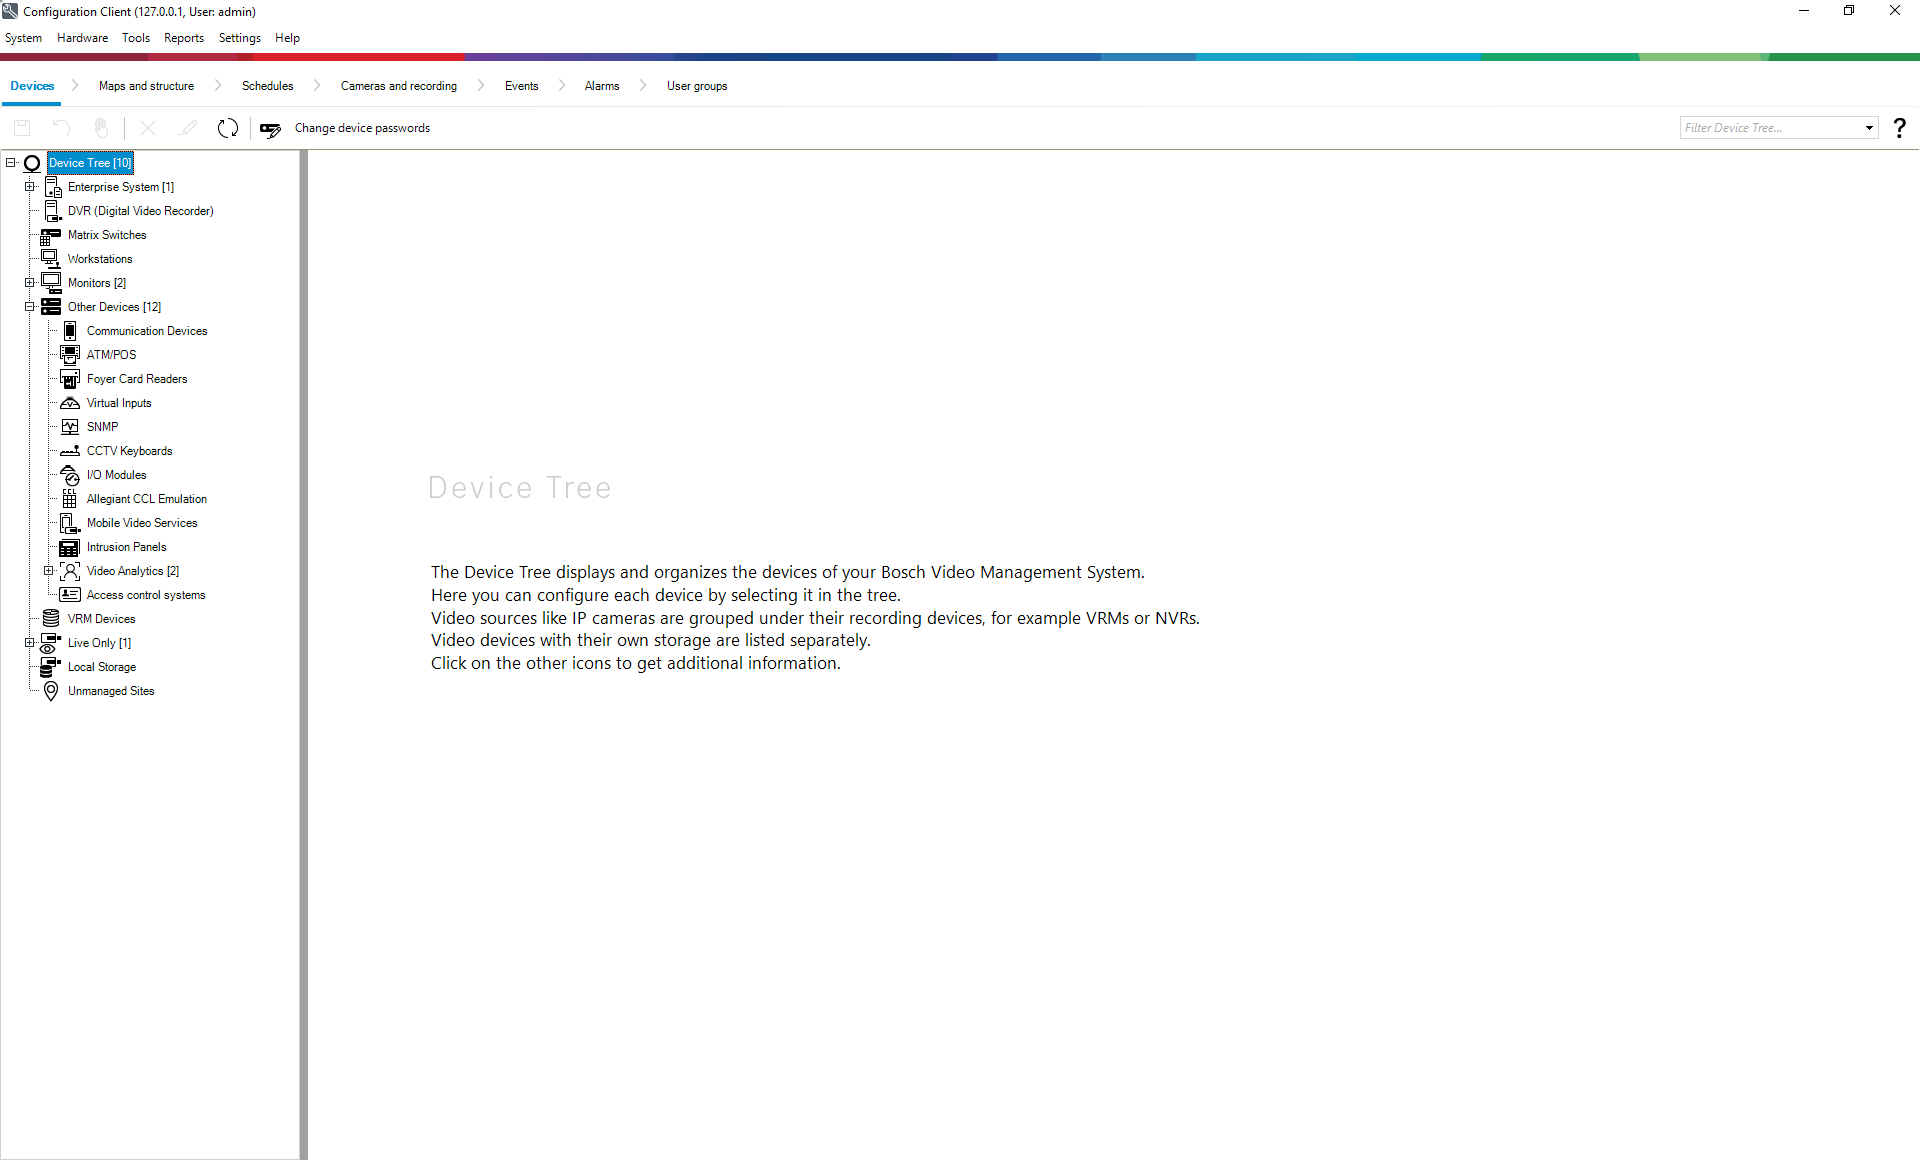 Configuration Client (127.0.0.1, User: admin)
System Hardware Tools Reports Settings Help
Devices Maps and structure Schedules Cameras and recording Events Alarms User groups
Change device passwords
Filter Device Tree...
?
Device Tree [10]
Enterprise System [1]
DVR (Digital Video Recorder)
Matrix Switches
Workstations
Monitors [2]
Other Devices [12]
Communication Devices
ATM/POS
Foyer Card Readers
Virtual Inputs
SNMP
CCTV Keyboards
I/O Modules
CCL
Allegiant CCL Emulation
Mobile Video Services
Intrusion Panels
Video Analytics [2]
Access control systems
VRM Devices
Live Only [1]
Local Storage
Unmanaged Sites
Device Tree
The Device Tree displays and organizes the devices of your Bosch Video Management System.
Here you can configure each device by selecting it in the tree.
Video sources like IP cameras are grouped under their recording devices, for example VRMs or NVRs.
Video devices with their own storage are listed separately.
Click on the other icons to get additional information.